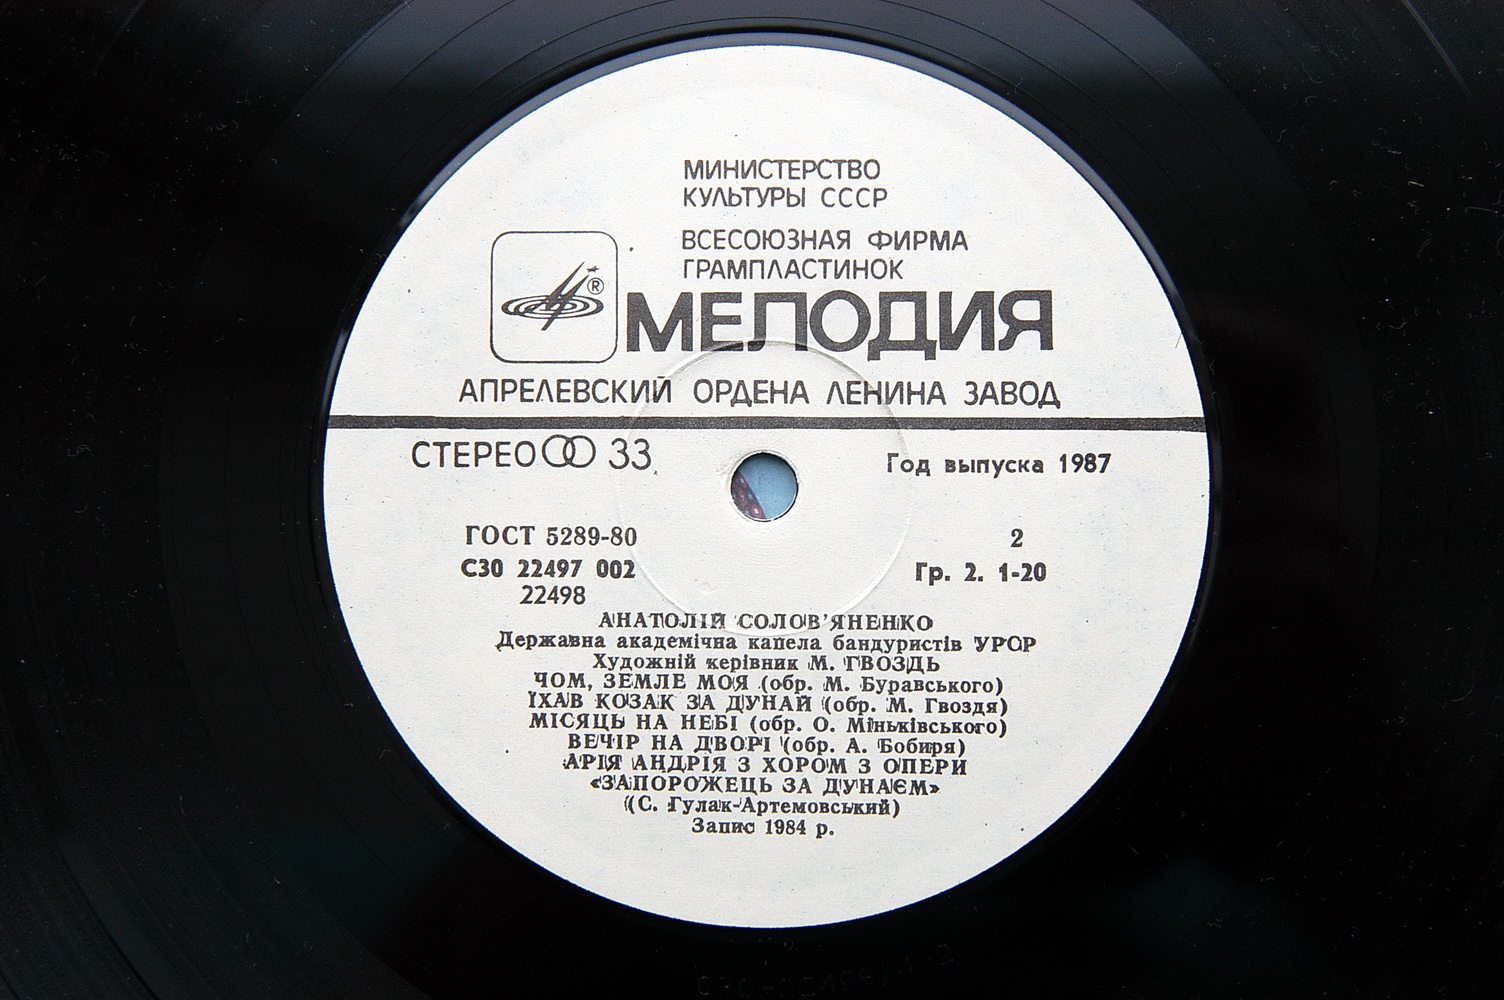 МИНИСТЕРСТВО
КУЛЬТУРЫ СССР
ВСЕСОЮЗНАЯ ФИРМА
ГРАМПЛАСТИНОК
®
МЕЛОДИЯ
АПРЕЛЕВСКИЙ ОРДЕНА ЛЕНИНА ЗАВОД
СТЕРЕО 33
Год выпуска 1987
ГОСТ 5289-80
2
С30 22497 002
Гр. 2. 1-20
22498
АНАТОЛІЙ СОЛОВ'ЯНЕНКО
Державна академічна капела бандуристів УРСР
Художній керівник М. ГВОЗДЬ
ЧОМ, ЗЕМЛЕ МОЯ (обр. М. Буравського)
ЇХАВ КОЗАК ЗА ДУНАЙ (обр. М. Гвоздя)
МІСЯЦЬ НА НЕБІ (обр. О. Міньківського)
ВЕЧІР НА ДВОРІ (обр. А. Бобиря)
АРІЯ АНДРІЯ З ХОРОМ З ОПЕРИ
«ЗАПОРОЖЕЦЬ ЗА ДУНАЄМ»
(С. Гулак-Артемовський)
Запис 1984 р.